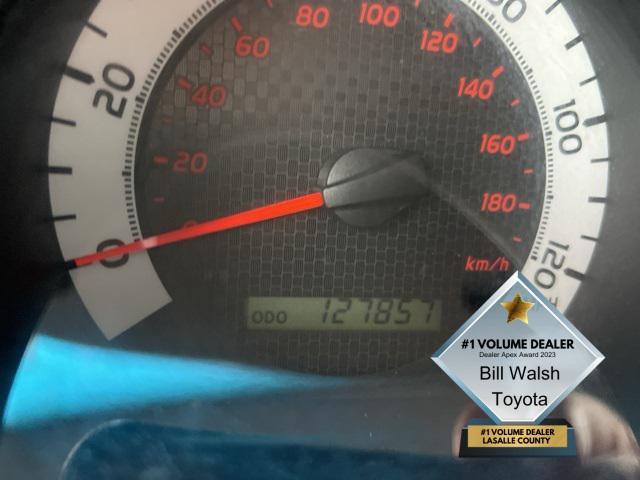 80
100
60
120
40
140
20
100
20
160
180
0
km/h
120
ODO 127857
#1 VOLUME DEALER
Dealer Apex Award 2023
Bill Walsh
Toyota
#1 VOLUME DEALER
LASALLE COUNTY